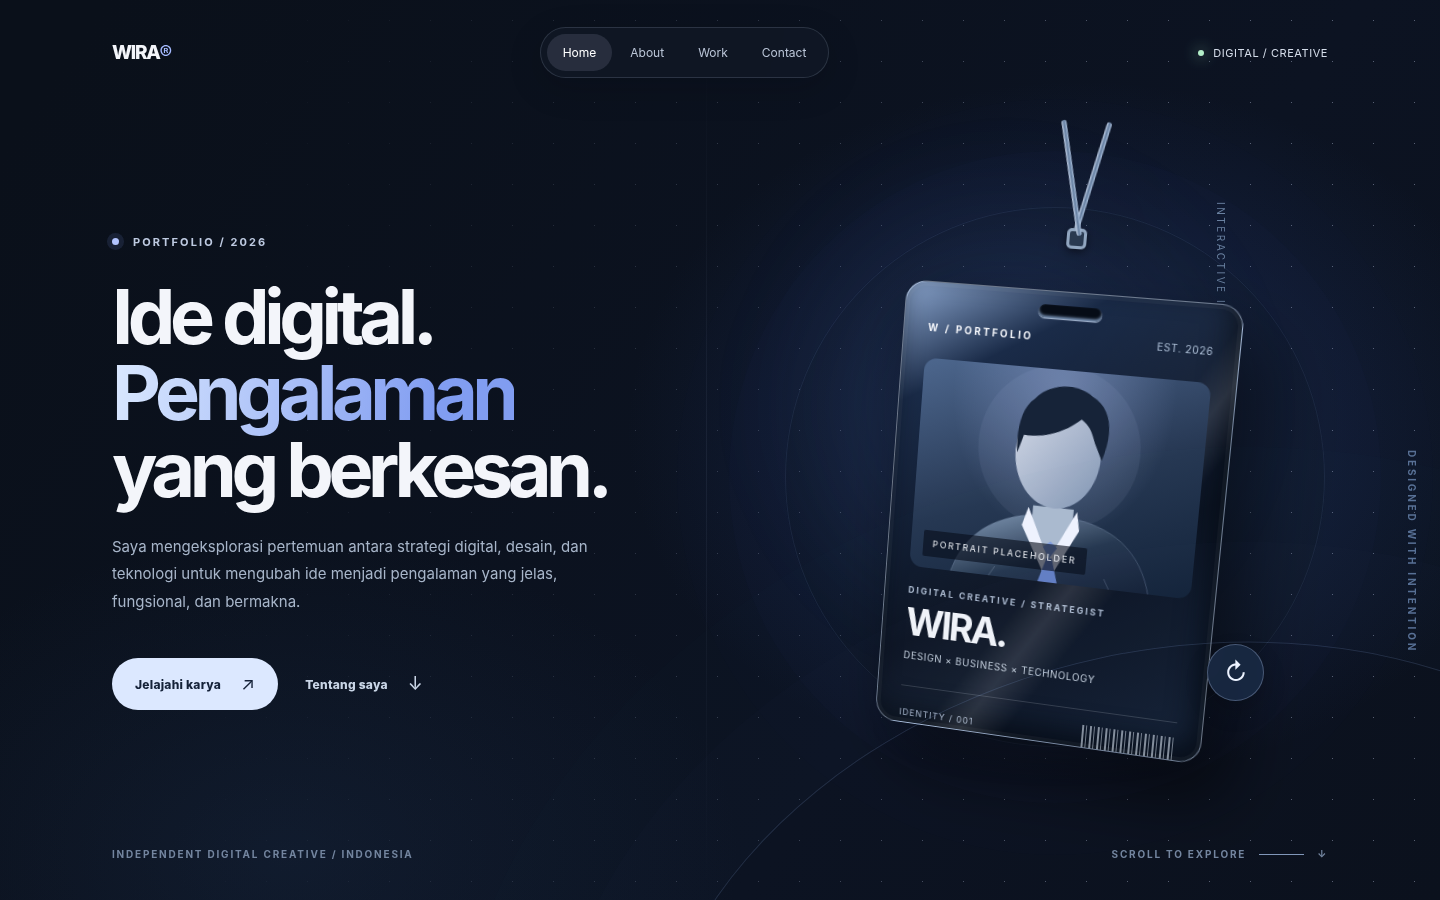 WIRA®
Home
About
Work
Contact
DIGITAL / CREATIVE
PORTFOLIO / 2026
Ide digital.
Pengalaman
yang berkesan.
Saya mengeksplorasi pertemuan antara strategi digital, desain, dan
teknologi untuk mengubah ide menjadi pengalaman yang jelas,
fungsional, dan bermakna.
Jelajahi karya
Tentang saya
INTERACTIVE
W / PORTFOLIO
EST. 2026
PORTRAIT PLACEHOLDER
DIGITAL CREATIVE / STRATEGIST
WIRA.
DESIGN × BUSINESS × TECHNOLOGY
IDENTITY / 001
DESIGNED WITH INTENTION
INDEPENDENT DIGITAL CREATIVE / INDONESIA
SCROLL TO EXPLORE